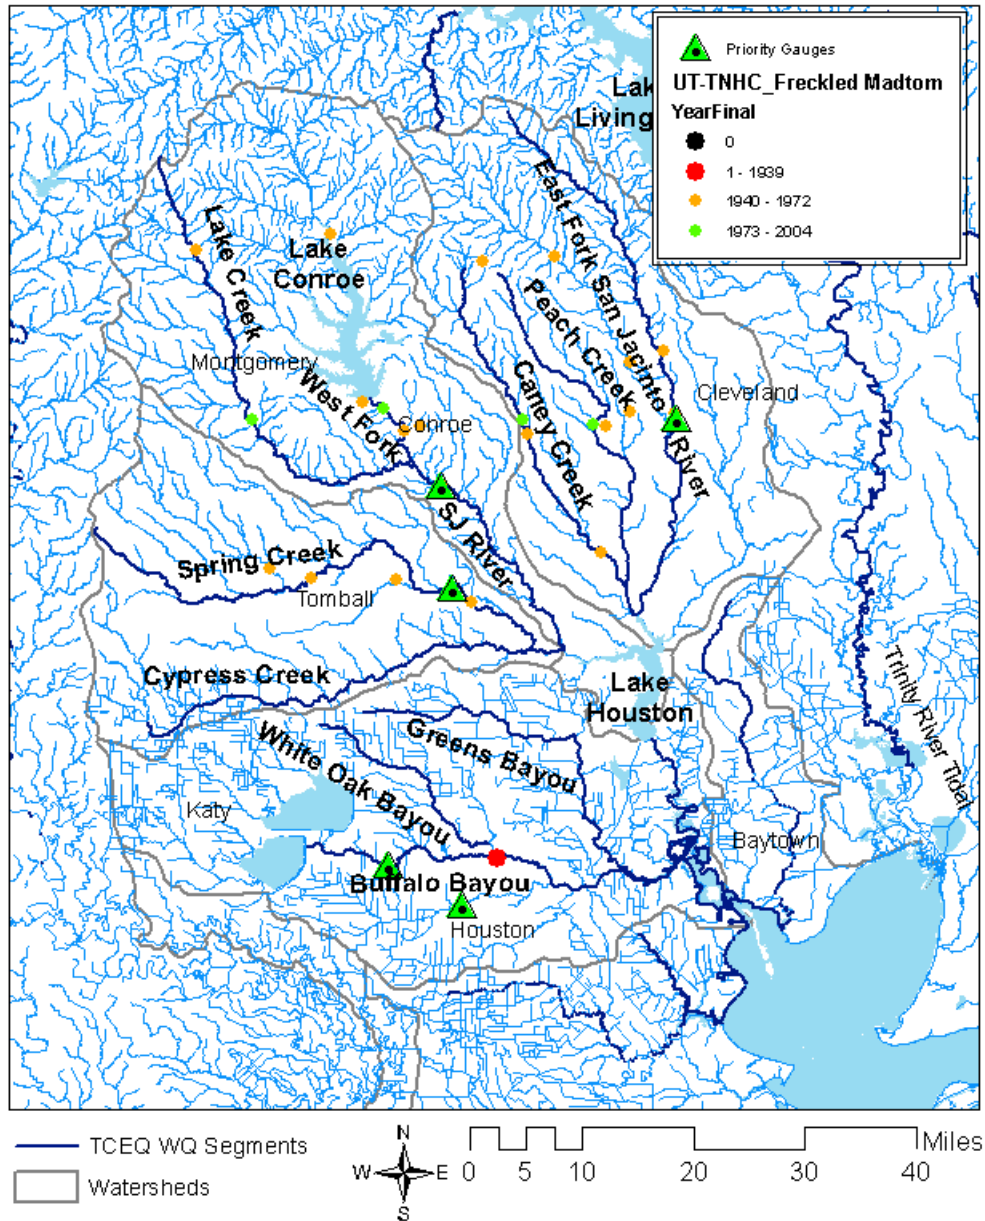 Priority Gauges
UT-TNHC_Freckled Madtom
YearFinal
0
1 - 1939
1940 - 1972
1973 - 2004
Lak
Living
East Fork San Jacinto
River
Lake Creek
Lake
Conroe
Peach Creek
Montgomery
West Fork
Conroe
Caney Creek
Cleveland
SJ River
Spring Creek
Tomball
Cypress Creek
Lake
Houston
Trinity River Tidal
Greens Bayou
White Oak Bayou
Katy
Baytown
Buffalo Bayou
Houston
TCEQ WQ Segments
Watersheds
N
W E
S
0 5 10 20 30 40
Miles